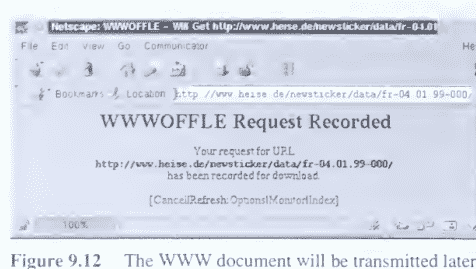 Netscape: WWWOFFLE – Will Get http://www.heise.de/newsticker/data/fr-04.01
File Edit View Go Communicator He
Bookmarks Location http://www.heise.de/newsticker/data/fr-04.01.99-000/
WWWOFFLE Request Recorded
Your request for URL
http://www.heise.de/newsticker/data/fr-04.01.99-000/
has been recorded for download.
[Cancel|Refresh:Options|Monitor|Index]
100%
Figure 9.12 The WWW document will be transmitted later